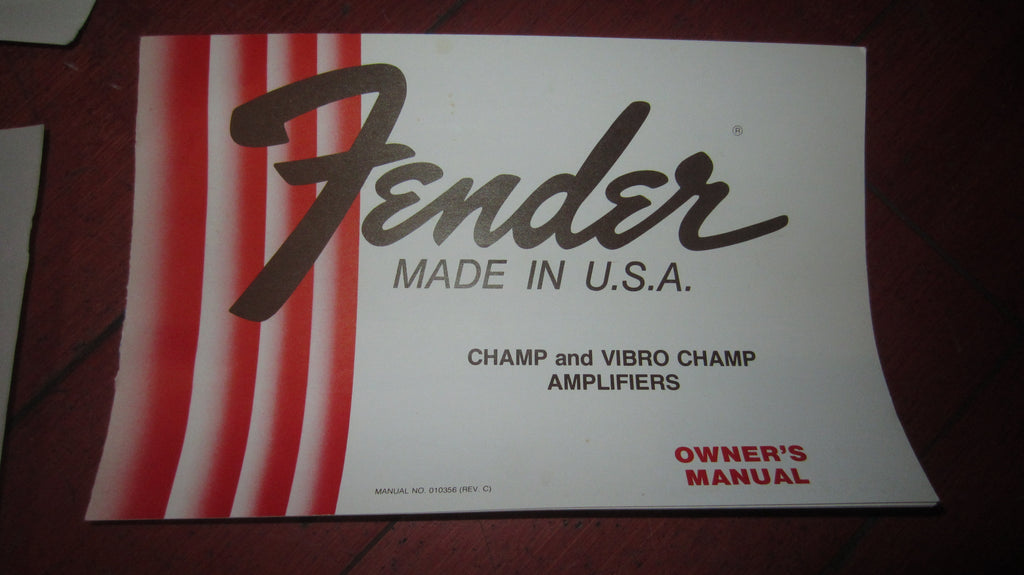 Fender ®
MADE IN U.S.A.
CHAMP and VIBRO CHAMP
AMPLIFIERS
OWNER'S
MANUAL
MANUAL NO. 010356 (REV. C)